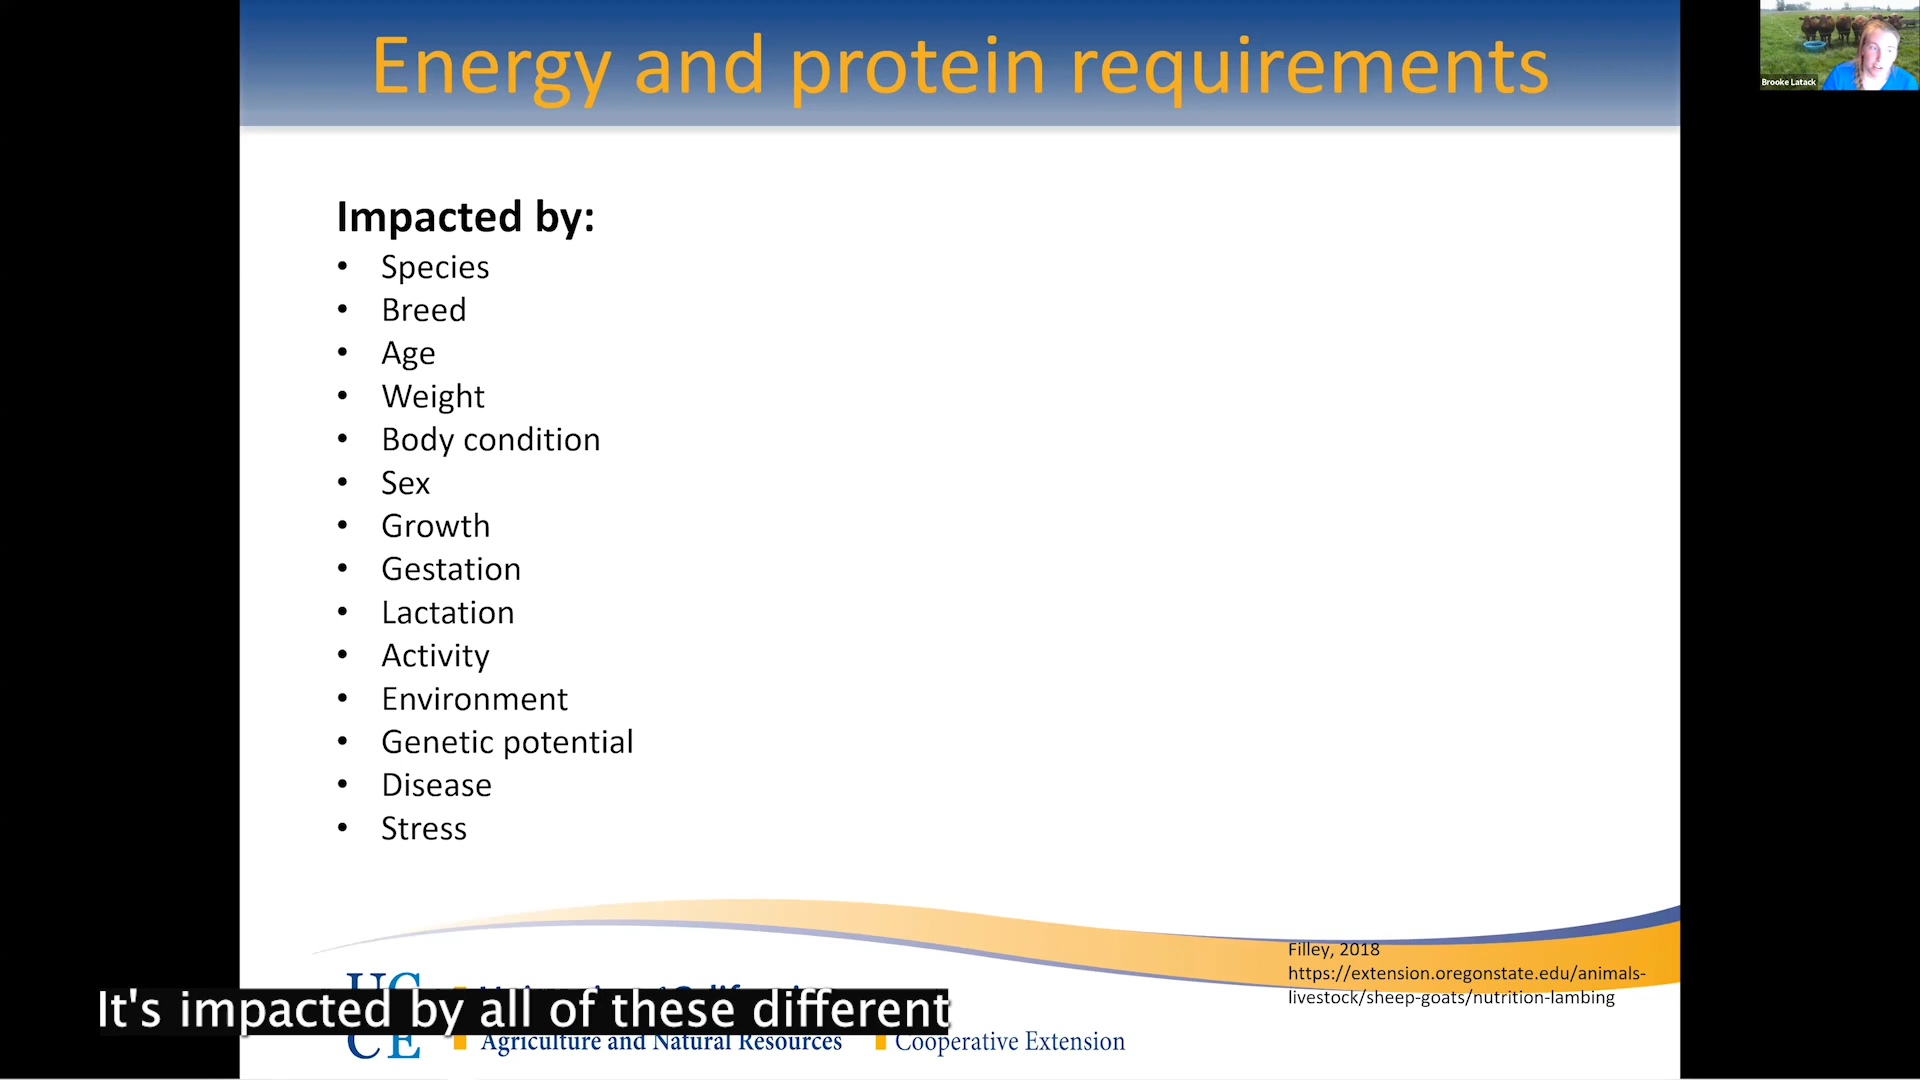 Energy and protein requirements
Brooke Latack
Impacted by:
• Species
• Breed
• Age
• Weight
• Body condition
• Sex
• Growth
• Gestation
• Lactation
• Activity
• Environment
• Genetic potential
• Disease
• Stress
Filley, 2018
https://extension.oregonstate.edu/animals-
livestock/sheep-goats/nutrition-lambing
UC
CE
It's impacted by all of these different
Agriculture and Natural Resources Cooperative Extension